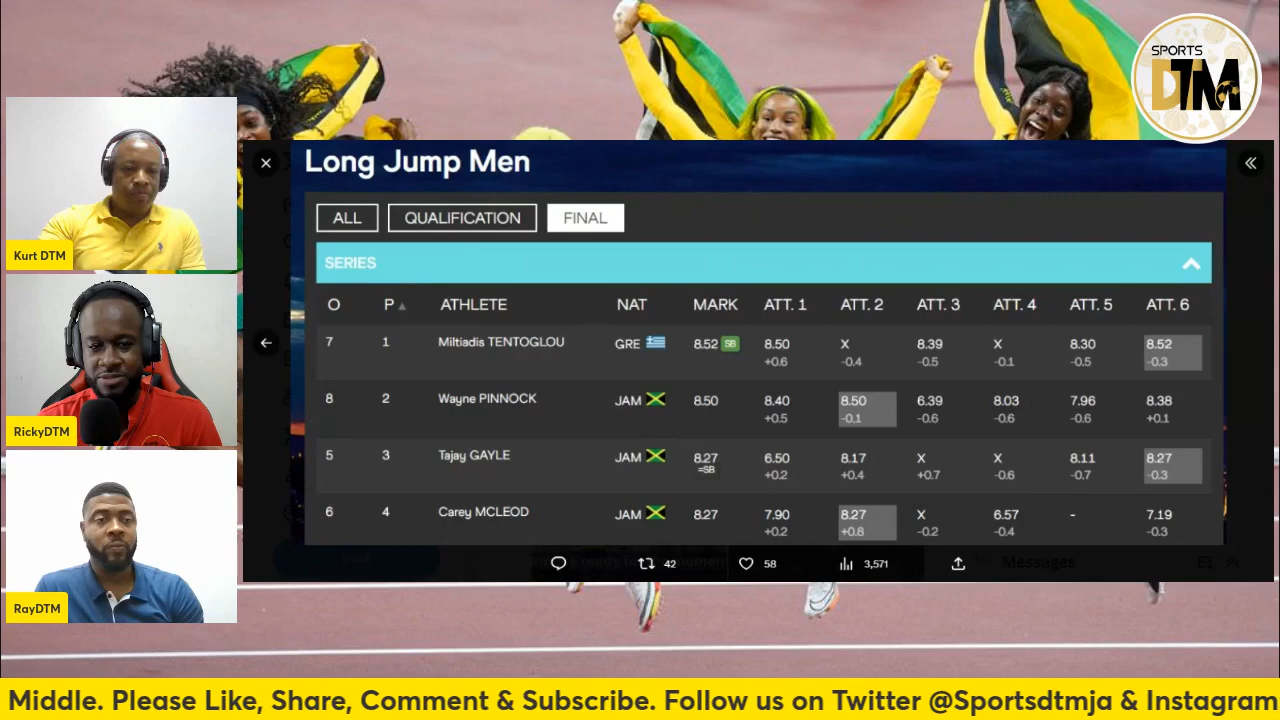 SPORTS
DTM
Kurt DTM
RickyDTM
RayDTM
Long Jump Men
ALL QUALIFICATION FINAL
SERIES
O P ATHLETE NAT MARK ATT. 1 ATT. 2 ATT. 3 ATT. 4 ATT. 5 ATT. 6
7 1 Miltiadis TENTOGLOU GRE 8.52 SB 8.50 X 8.39 X 8.30 8.52
+0.6 -0.4 -0.5 -0.1 -0.5 -0.3
8 2 Wayne PINNOCK JAM 8.50 8.40 8.50 6.39 8.03 7.96 8.38
+0.5 -0.1 -0.6 -0.6 -0.6 +0.1
5 3 Tajay GAYLE JAM 8.27 6.50 8.17 X X 8.11 8.27
=SB +0.2 +0.4 +0.7 -0.6 -0.7 -0.3
6 4 Carey MCLEOD JAM 8.27 7.90 8.27 X 6.57 - 7.19
+0.2 +0.8 -0.2 -0.4 -0.3
42 58 3,571
Messages
Middle. Please Like, Share, Comment & Subscribe. Follow us on Twitter @Sportsdtmja & Instagram